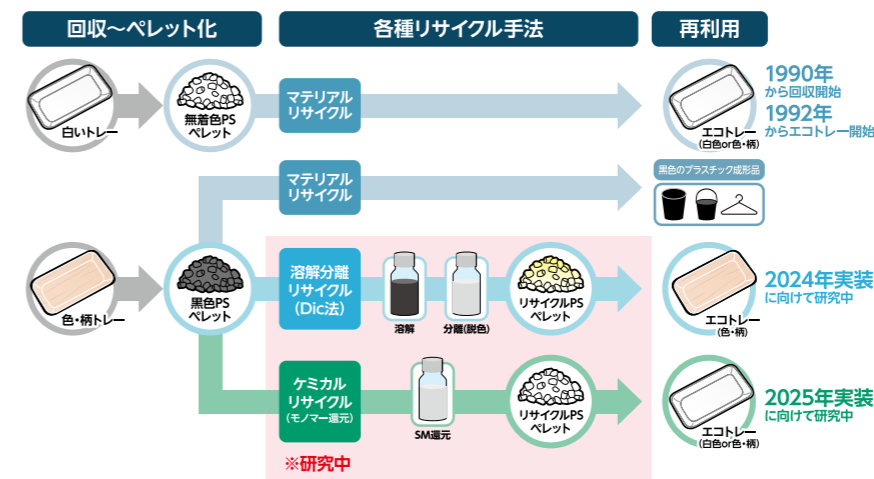 回収～ペレット化
各種リサイクル手法
再利用
白いトレー
無着色PS
ペレット
マテリアル
リサイクル
エコトレー
(白色or色・柄)
1990年
から回収開始
1992年
からエコトレー開始
マテリアル
リサイクル
黒色のプラスチック成形品
色・柄トレー
黒色PS
ペレット
溶解分離
リサイクル
(Dic法)
溶解
分離(脱色)
リサイクルPS
ペレット
エコトレー
(色・柄)
2024年実装
に向けて研究中
ケミカル
リサイクル
(モノマー還元)
SM還元
リサイクルPS
ペレット
エコトレー
(白色or色・柄)
2025年実装
に向けて研究中
※研究中